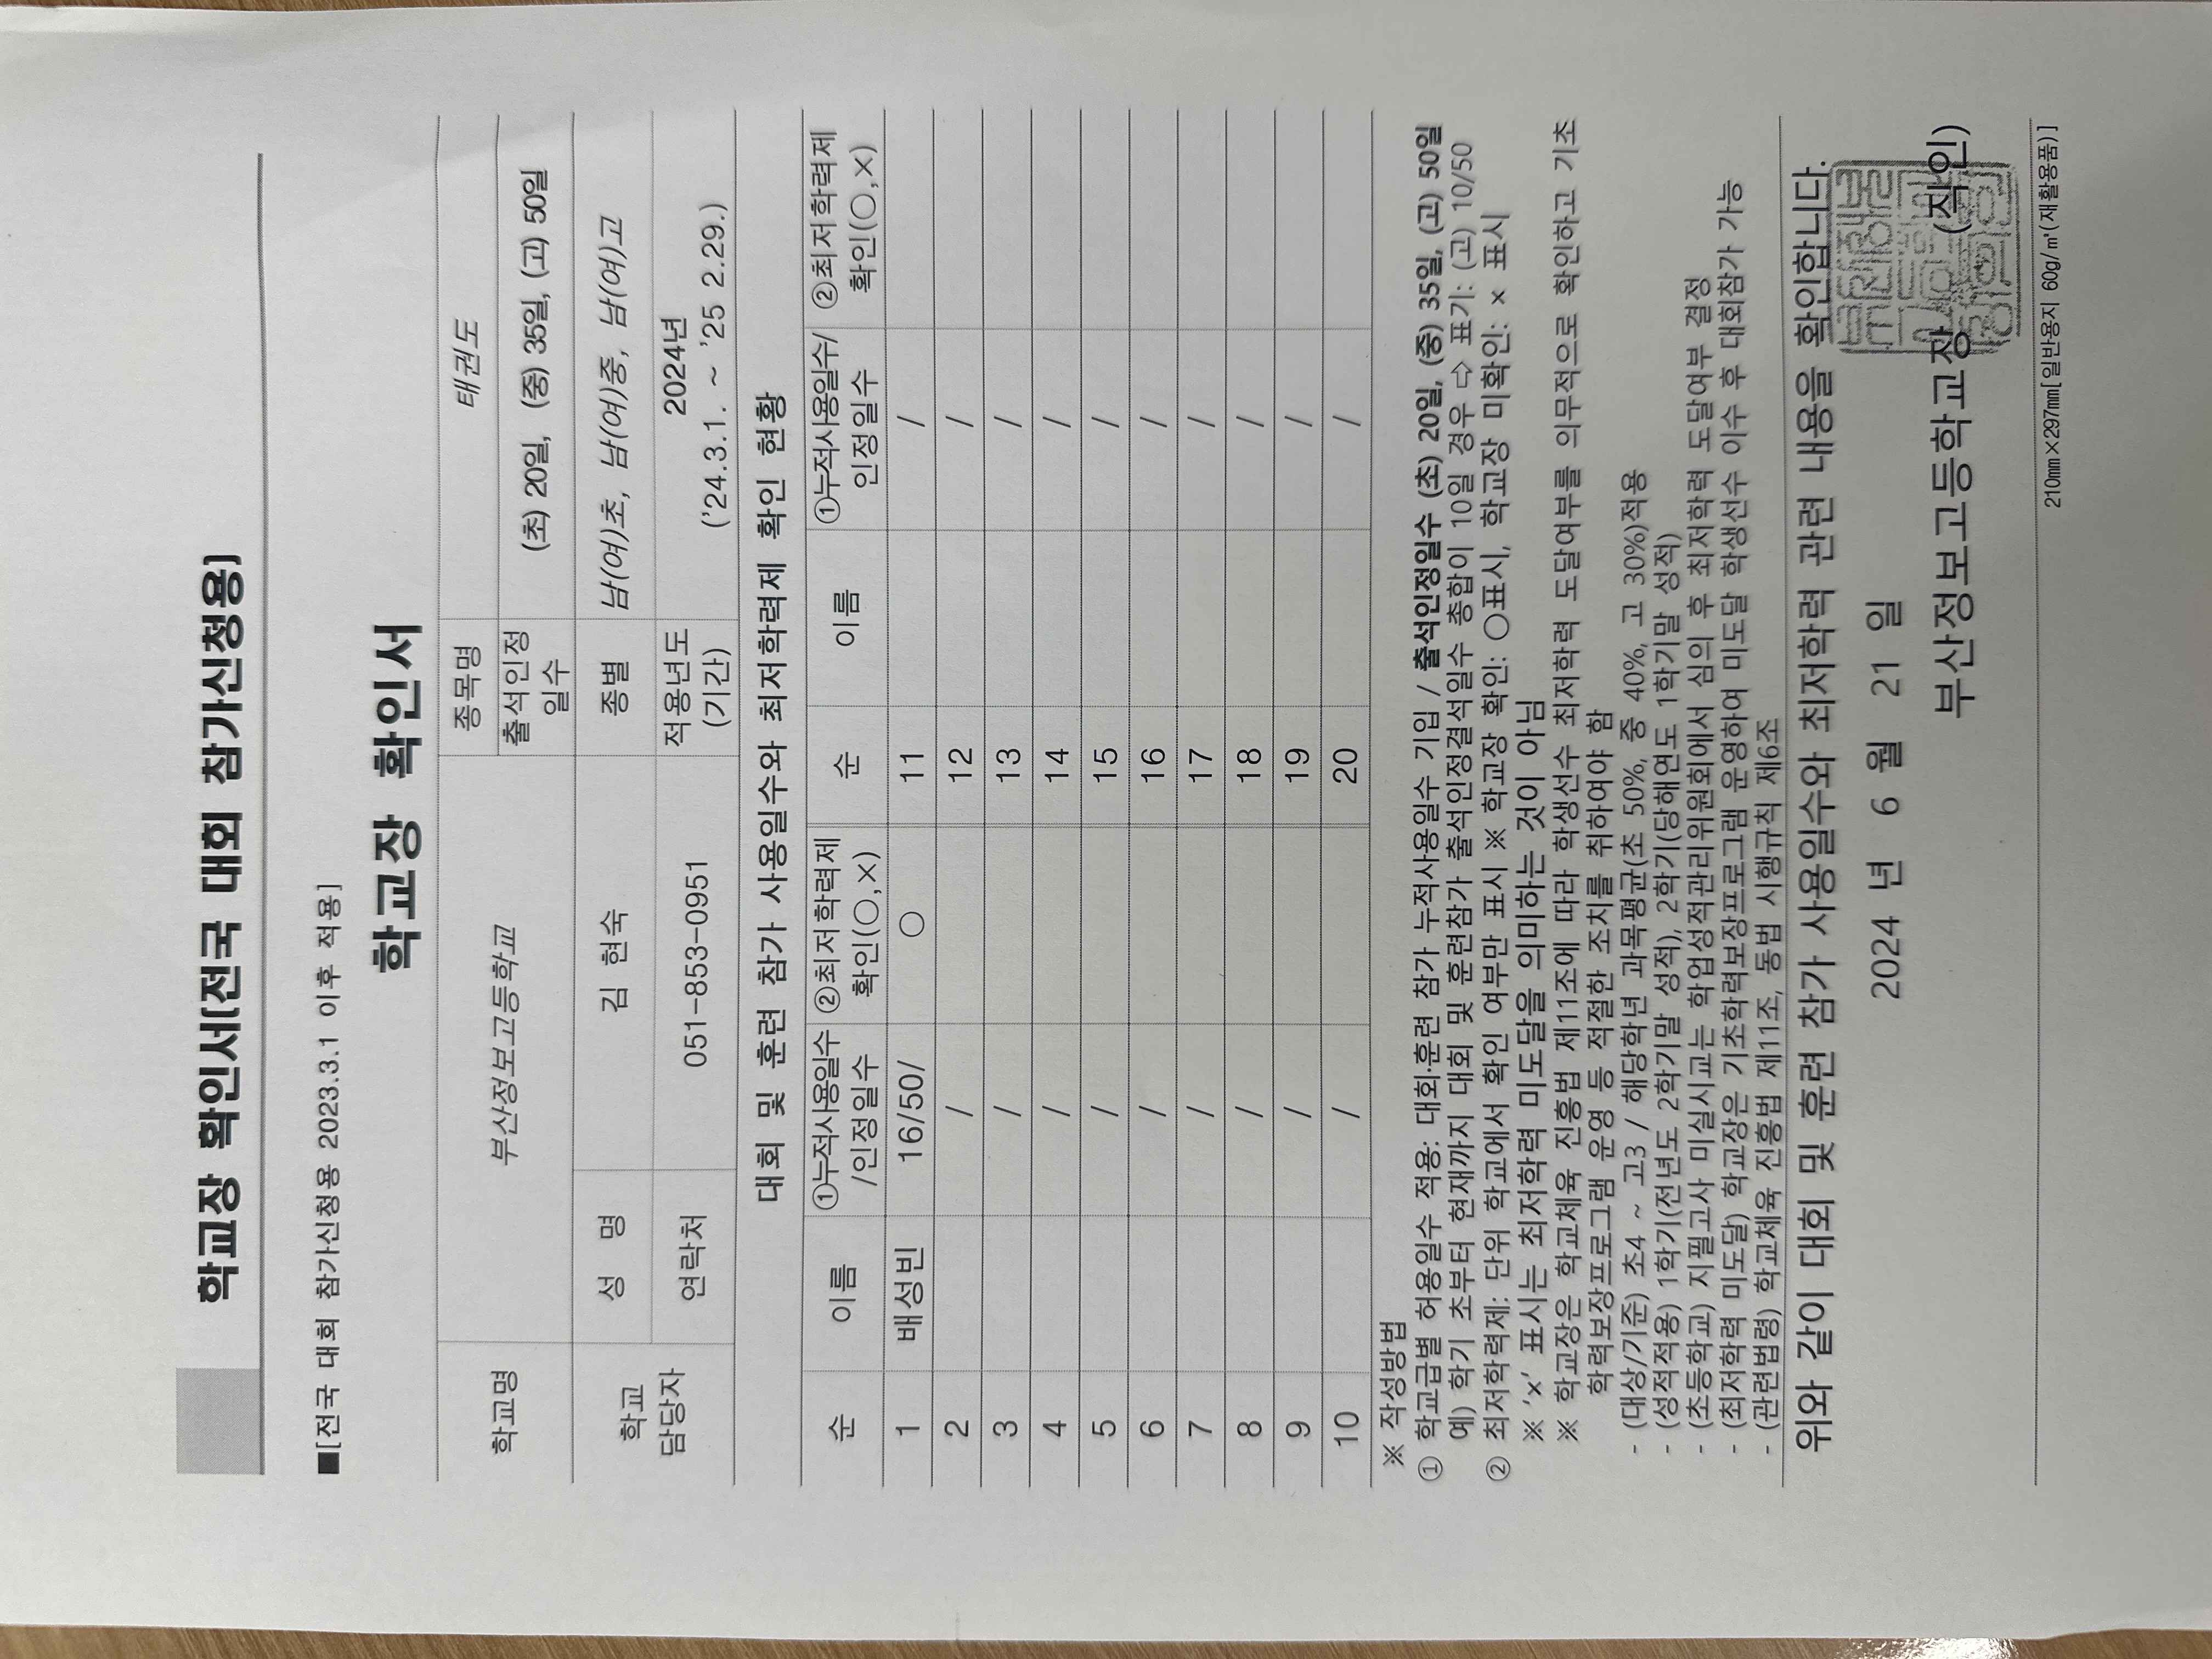 학교장 확인서[전국 대회 참가신청용]
■[전국 대회 참가신청용 2023.3.1 이후 적용]
학교장 확인서
학교명 부산정보고등학교 종목명 태권도
출석인정일수 (초) 20일, (중) 35일, (고) 50일
학교 담당자 성 명 김 현숙 종별 남(여)초, 남(여)중, 남(여)고
연락처 051-853-0951 적용년도 (기간) 2024년
('24.3.1. ~ '25 2.29.)
대회 및 훈련 참가 사용일수와 최저학력제 확인 현황
순 이름 ①누적사용일수/인정일수 ②최저학력제 확인(○,×) 순 이름 ①누적사용일수/인정일수 ②최저학력제 확인(○,×)
1 배성빈 16/50/ ○ 11 /
2 / 12 /
3 / 13 /
4 / 14 /
5 / 15 /
6 / 16 /
7 / 17 /
8 / 18 /
9 / 19 /
10 / 20 /
※ 작성방법
① 학교급별 허용일수 적용: 대회.훈련 참가 누적사용일수 기입 / 출석인정일수 (초) 20일, (중) 35일, (고) 50일
예) 학기 초부터 현재까지 대회 및 훈련참가 출석인정결석일수 총합이 10일 경우 ⇨ 표기: (고) 10/50
② 최저학력제: 단위 학교에서 확인 여부만 표시 ※ 학교장 확인: ○표시, 학교장 미확인: × 표시
※ ‘x’ 표시는 최저학력 미도달을 의미하는 것이 아님
※ 학교장은 학교체육 진흥법 제11조에 따라 학생선수 최저학력 도달여부를 의무적으로 확인하고 기초
학력보장프로그램 운영 등 적절한 조치를 취하여야 함
- (대상/기준) 초4 ~ 고3 / 해당학년 과목평균(초 50%, 중 40%, 고 30%)적용
- (성적적용) 1학기(전년도 2학기말 성적), 2학기(당해연도 1학기말 성적)
- (초등학교) 지필고사 미실시교는 학업성적관리위원회에서 심의 후 최저학력 도달여부 결정
- (최저학력 미도달) 학교장은 기초학력보장프로그램 운영하여 미도달 학생선수 이수 후 대회참가 가능
- (관련법령) 학교체육 진흥법 제11조, 동법 시행규칙 제6조
위와 같이 대회 및 훈련 참가 사용일수와 최저학력 관련 내용을 확인합니다.
2024 년 6 월 21 일
부산정보고등학교장 (직인)
210㎜×297㎜[일반용지 60g/㎡(재활용품)]